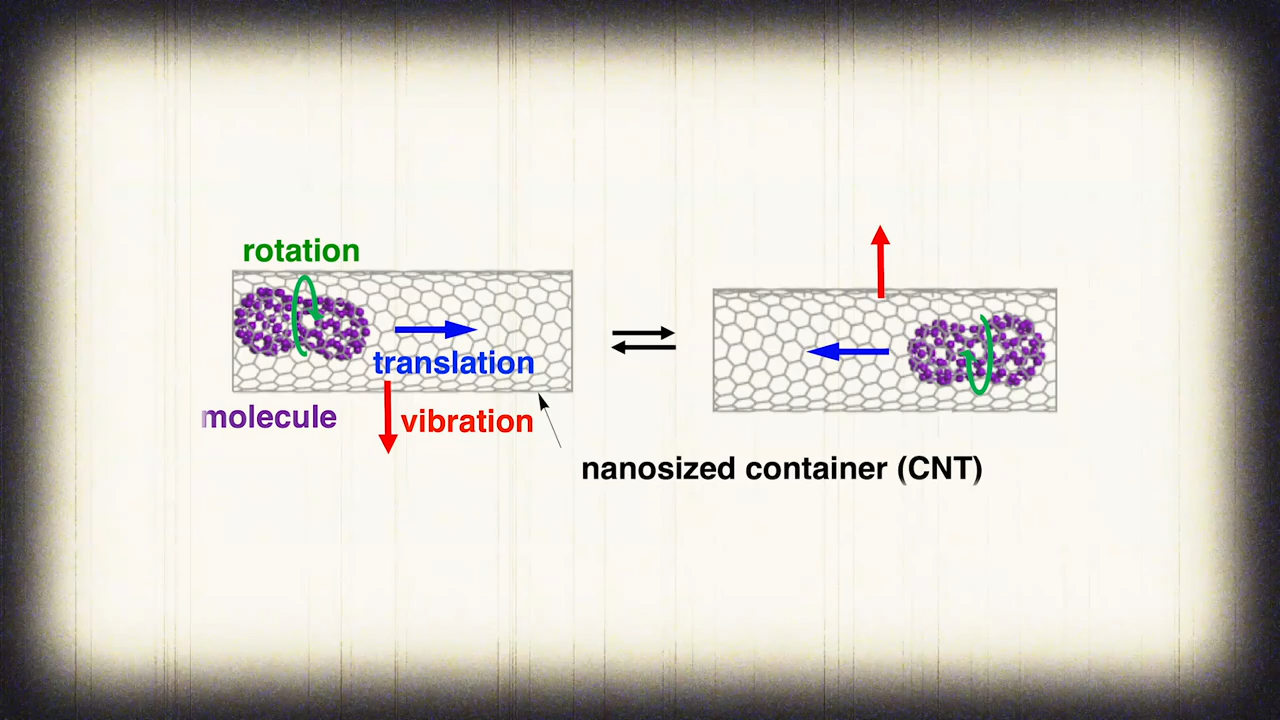 rotation
translation
molecule
vibration
nanosized container (CNT)